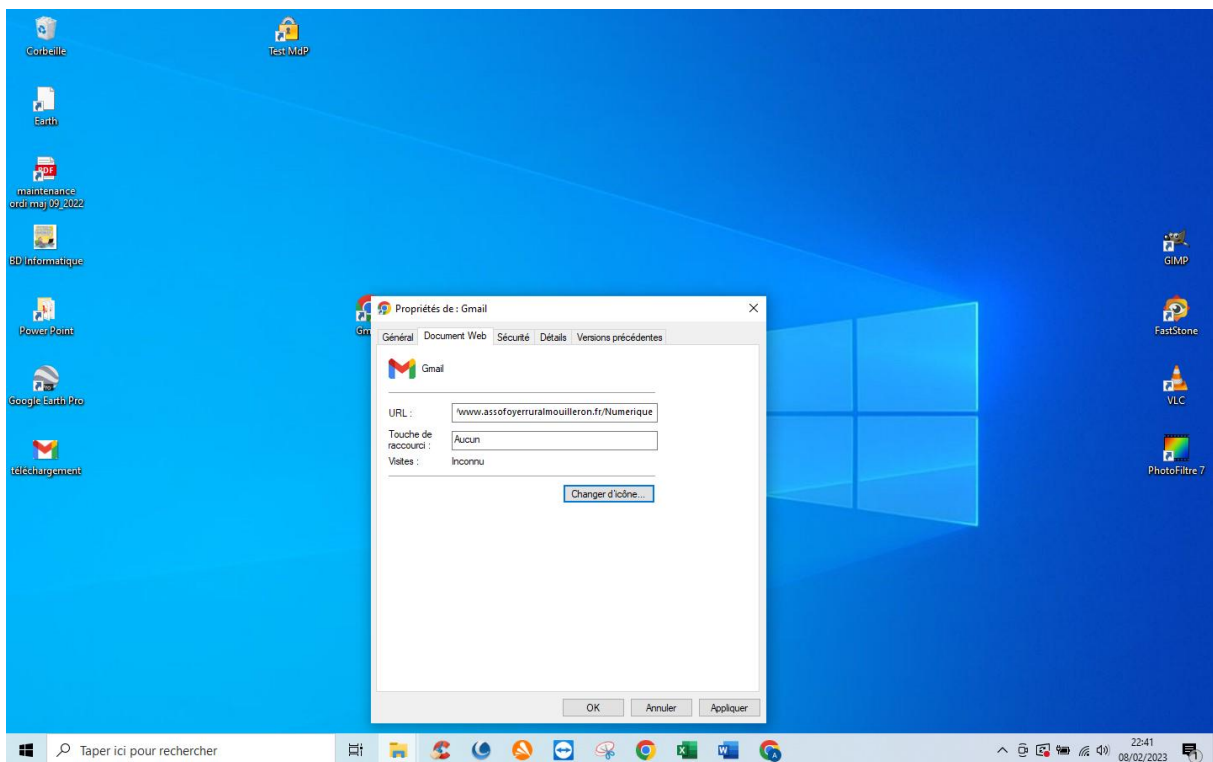 Corbeille
Test MdP
Earth
PDF
maintenance
ordi maj 09_2022
BD Informatique
GIMP
Power Point
Gm
FastStone
Google Earth Pro
VLC
téléchargement
PhotoFiltre 7
Propriétés de : Gmail
Général Document Web Sécurité Détails Versions précédentes
Gmail
URL : /www.assofoyerruralmouilleron.fr/Numerique
Touche de
raccourci : Aucun
Visites : Inconnu
Changer d'icône...
OK Annuler Appliquer
Taper ici pour rechercher
22:41
08/02/2023